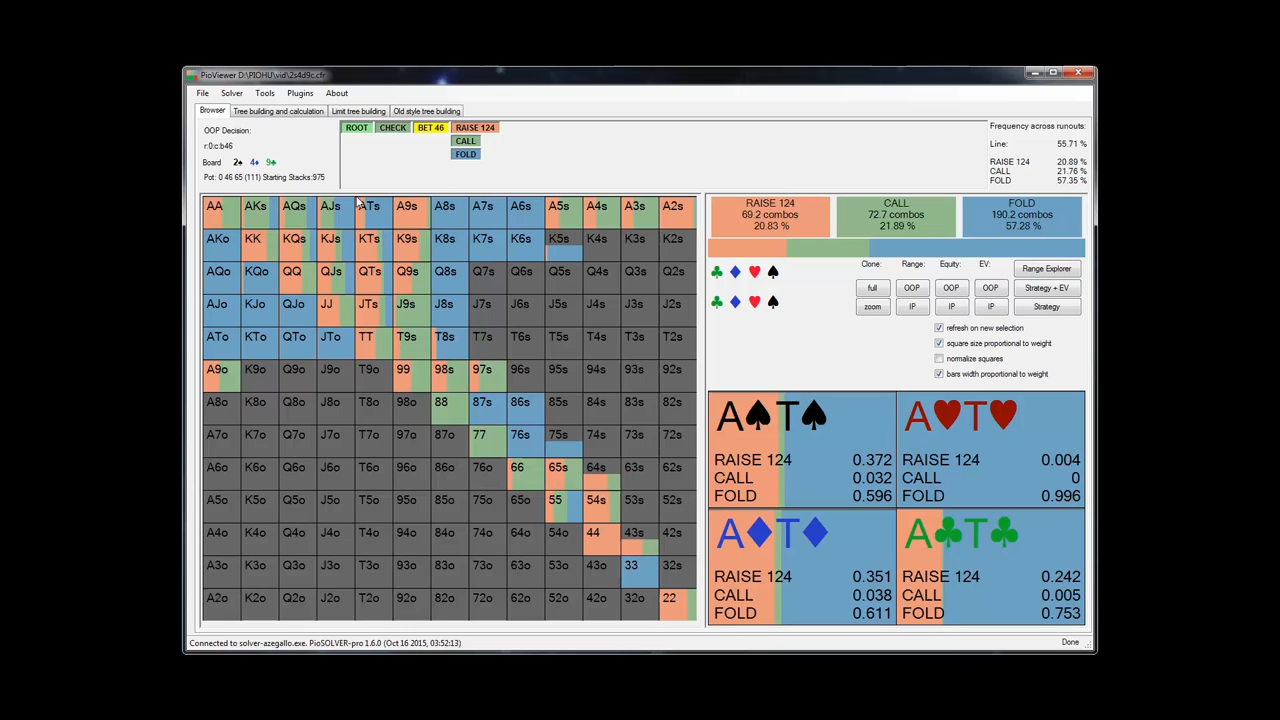 PioViewer D:\PIOHU\vid\2s4d9c.cfr
File Solver Tools Plugins About
Browser Tree building and calculation Limit tree building Old style tree building
OOP Decision:
r:0:c:b46
Board 2♠ 4♦ 9♣
Pot: 0 46 65 (111) Starting Stacks:975
ROOT CHECK BET 46 RAISE 124
CALL
FOLD
Frequency across runouts:
Line: 55.71 %
RAISE 124 20.89 %
CALL 21.76 %
FOLD 57.35 %
AA AKs AQs AJs ATs A9s A8s A7s A6s A5s A4s A3s A2s
AKo KK KQs KJs KTs K9s K8s K7s K6s K5s K4s K3s K2s
AQo KQo QQ QJs QTs Q9s Q8s Q7s Q6s Q5s Q4s Q3s Q2s
AJo KJo QJo JJ JTs J9s J8s J7s J6s J5s J4s J3s J2s
ATo KTo QTo JTo TT T9s T8s T7s T6s T5s T4s T3s T2s
A9o K9o Q9o J9o T9o 99 98s 97s 96s 95s 94s 93s 92s
A8o K8o Q8o J8o T8o 98o 88 87s 86s 85s 84s 83s 82s
A7o K7o Q7o J7o T7o 97o 87o 77 76s 75s 74s 73s 72s
A6o K6o Q6o J6o T6o 96o 86o 76o 66 65s 64s 63s 62s
A5o K5o Q5o J5o T5o 95o 85o 75o 65o 55 54s 53s 52s
A4o K4o Q4o J4o T4o 94o 84o 74o 64o 54o 44 43s 42s
A3o K3o Q3o J3o T3o 93o 83o 73o 63o 53o 43o 33 32s
A2o K2o Q2o J2o T2o 92o 82o 72o 62o 52o 42o 32o 22
RAISE 124 CALL FOLD
69.2 combos 72.7 combos 190.2 combos
20.83 % 21.89 % 57.28 %
♣ ♦ ♥ ♠
♣ ♦ ♥ ♠
Clone: Range: Equity: EV: Range Explorer
full OOP OOP OOP Strategy + EV
zoom IP IP IP Strategy
refresh on new selection
square size proportional to weight
normalize squares
bars width proportional to weight
A♠T♠
RAISE 124 0.372
CALL 0.032
FOLD 0.596
A♥T♥
RAISE 124 0.004
CALL 0
FOLD 0.996
A♦T♦
RAISE 124 0.351
CALL 0.038
FOLD 0.611
A♣T♣
RAISE 124 0.242
CALL 0.005
FOLD 0.753
Connected to solver-azegallo.exe. PioSOLVER-pro 1.6.0 (Oct 16 2015, 03:52:13) Done